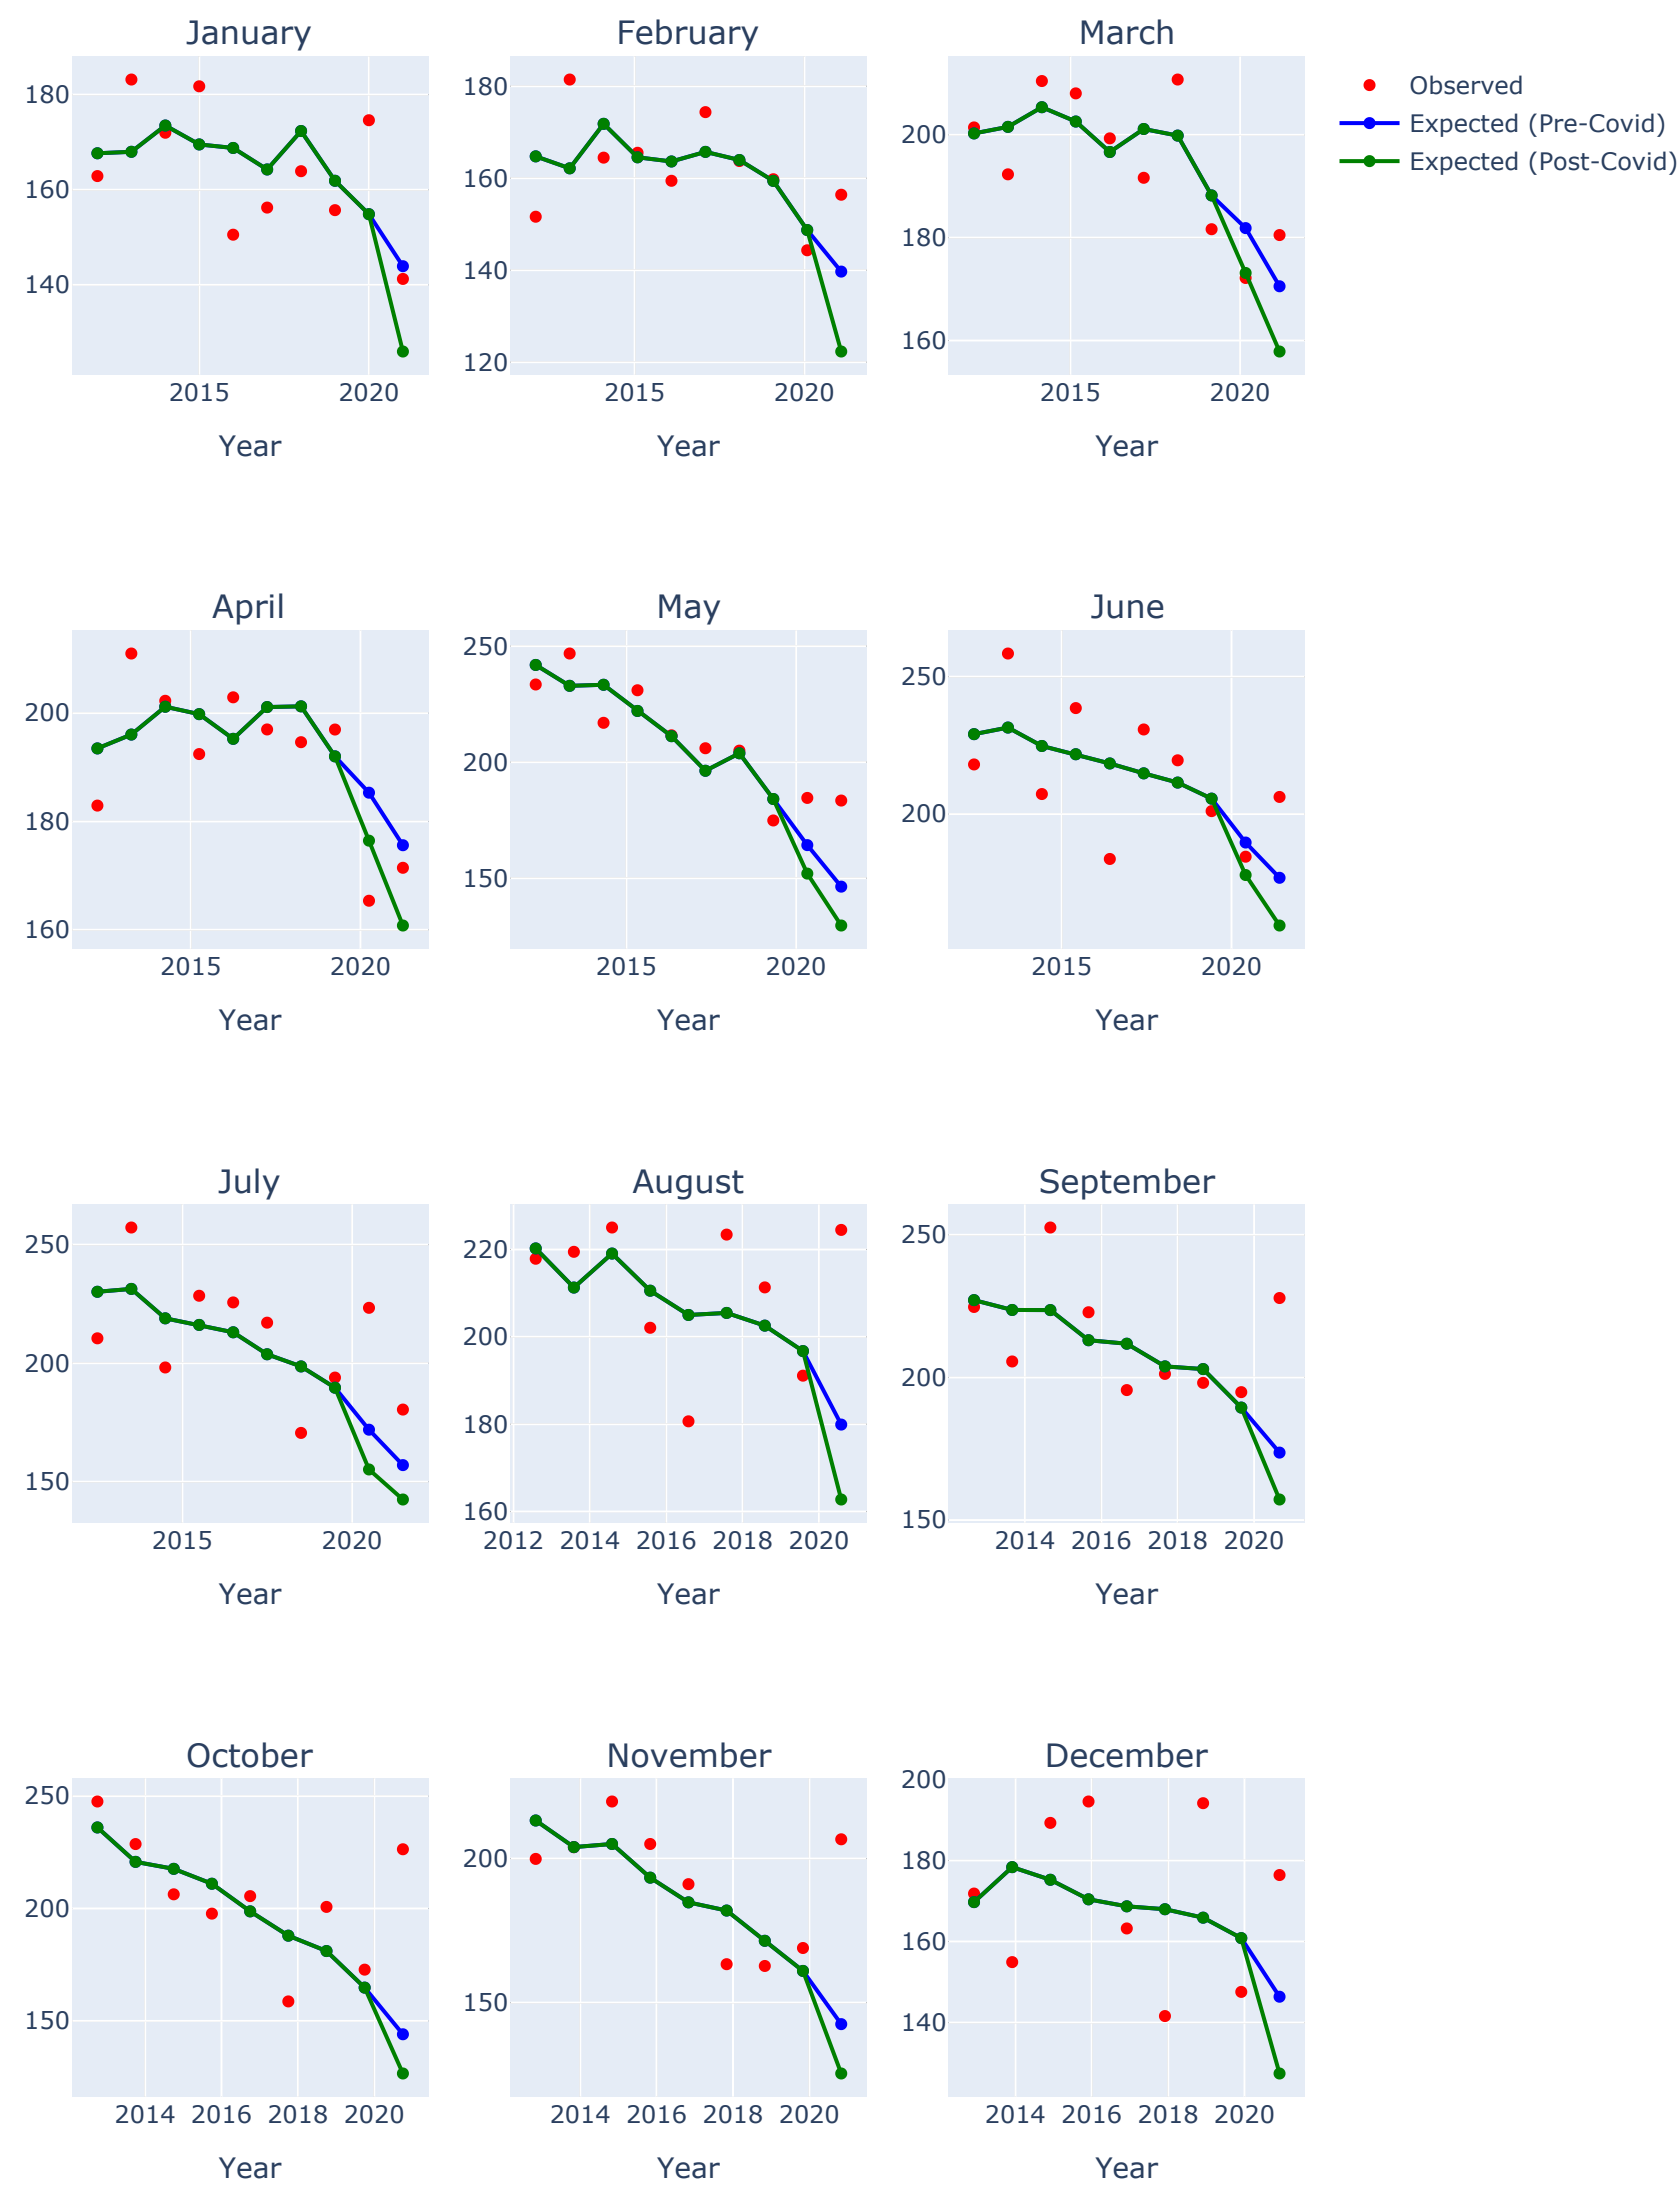 January
February
March
180
160
140
2015
2020
Year
180
160
140
120
2015
2020
Year
200
180
160
2015
2020
Year
Observed
Expected (Pre-Covid)
Expected (Post-Covid)
April
May
June
200
180
160
2015
2020
Year
250
200
150
2015
2020
Year
250
200
2015
2020
Year
July
August
September
250
200
150
2015
2020
Year
220
200
180
160
2012
2014
2016
2018
2020
Year
250
200
150
2014
2016
2018
2020
Year
October
November
December
250
200
150
2014
2016
2018
2020
Year
200
150
2014
2016
2018
2020
Year
200
180
160
140
2014
2016
2018
2020
Year